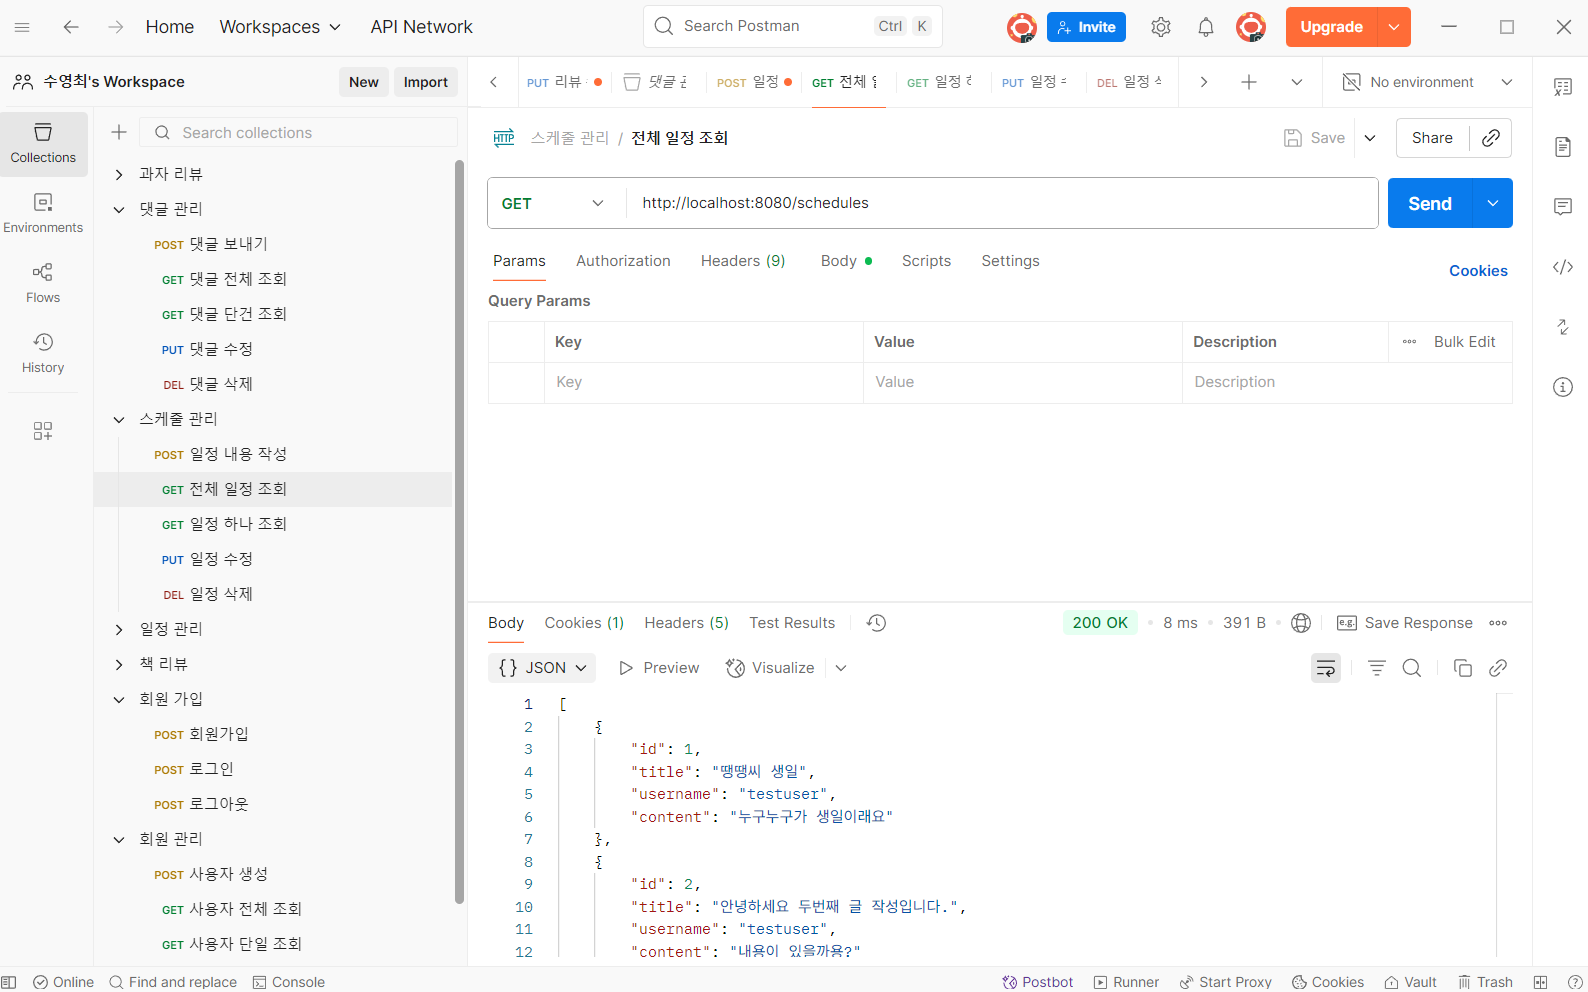 Home Workspaces API Network Search Postman Ctrl K Invite Upgrade
수영최's Workspace New Import
PUT 리뷰 댓글 POST 일정 GET 전체 GET 일정 PUT 일정 DEL 일정 No environment
Collections
Environments
Flows
History
Search collections
과자 리뷰
댓글 관리
POST 댓글 보내기
GET 댓글 전체 조회
GET 댓글 단건 조회
PUT 댓글 수정
DEL 댓글 삭제
스케줄 관리
POST 일정 내용 작성
GET 전체 일정 조회
GET 일정 하나 조회
PUT 일정 수정
DEL 일정 삭제
일정 관리
책 리뷰
회원 가입
POST 회원가입
POST 로그인
POST 로그아웃
회원 관리
POST 사용자 생성
GET 사용자 전체 조회
GET 사용자 단일 조회
HTTP 스케줄 관리 / 전체 일정 조회 Save Share
GET http://localhost:8080/schedules Send
Params Authorization Headers (9) Body Scripts Settings Cookies
Query Params
Key Value Description Bulk Edit
Key Value Description
Body Cookies (1) Headers (5) Test Results 200 OK 8 ms 391 B e.g. Save Response
{} JSON Preview Visualize
1 [
2 {
3 "id": 1,
4 "title": "땡땡씨 생일",
5 "username": "testuser",
6 "content": "누구누구가 생일이래요"
7 },
8 {
9 "id": 2,
10 "title": "안녕하세요 두번째 글 작성입니다.",
11 "username": "testuser",
12 "content": "내용이 있을까용?"
Online Find and replace Console Postbot Runner Start Proxy Cookies Vault Trash